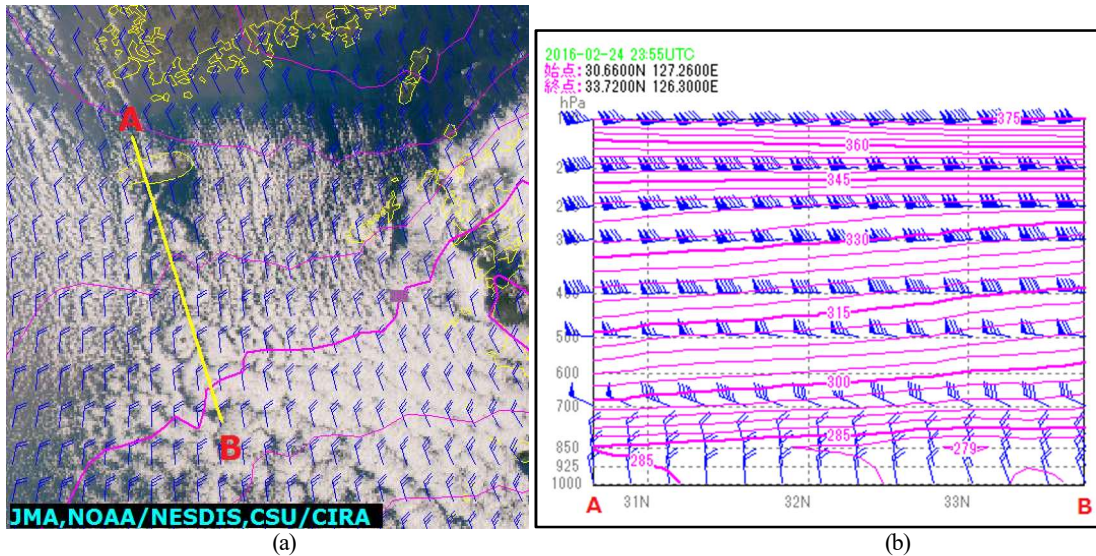 A
B
JMA,NOAA/NESDIS,CSU/CIRA
(a)
2016-02-24 23:55UTC
始点:30.6600N 127.2600E
終点:33.7200N 126.3000E
hPa
375
360
345
330
400
315
500
600
300
700
285
850
279
925
285
1000
31N 32N 33N
A B
(b)